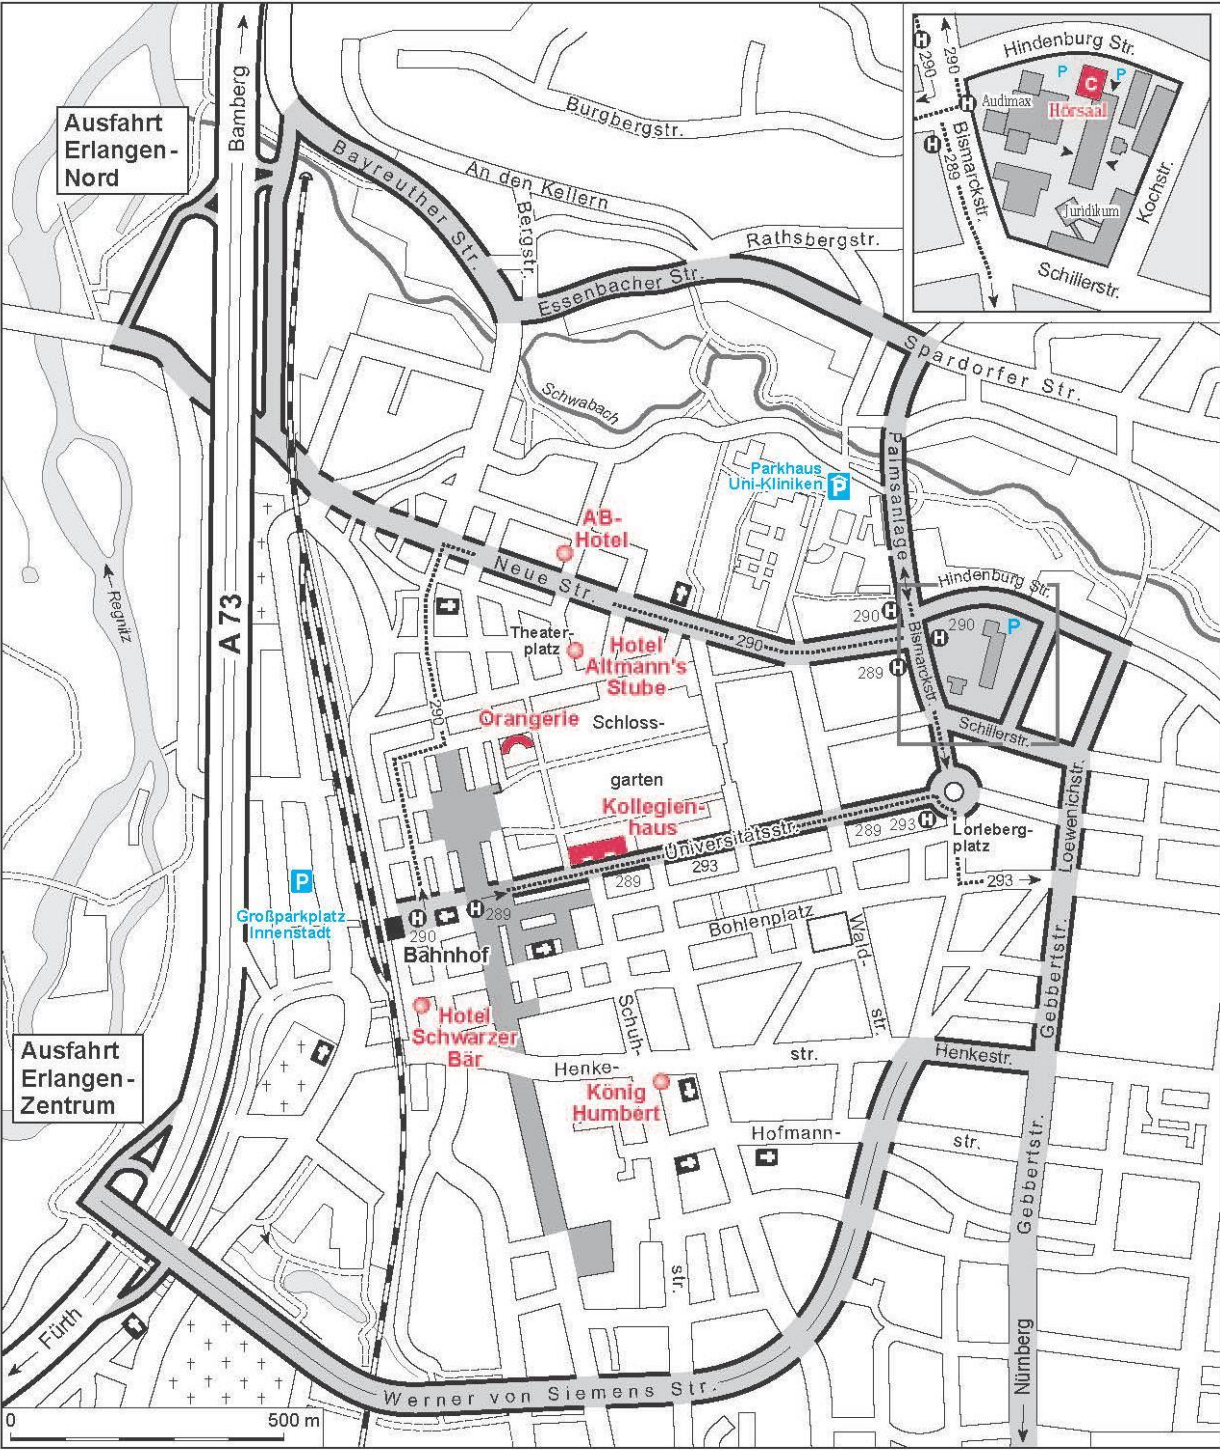 Ausfahrt
Erlangen-
Nord
Bamberg
Bayreuther Str.
Burgbergstr.
An den Kellern
Bergstr.
Rathsbergstr.
Essenbacher Str.
Spardorfer Str.
Schwabach
Hindenburg Str.
290
290
H
P
C
P
H
Audimax
Hörsaal
H
289
Bismarckstr.
Kochstr.
Juridikum
Schillerstr.
Palmsanlage
Parkhaus
Uni-Kliniken
P
AB-
Hotel
Neue Str.
A 73
Regnitz
Hindenburg Str.
290
H
290
P
H
290
289
H
Bismarckstr.
Schillerstr.
Theater-
platz
Hotel
Altmann's
Stube
290
Orangerie
Schloss-
garten
Kollegien-
haus
Universitätsstr.
289
293
H
293
289
Lorleberg-
platz
293
Loewenichstr.
P
Großparkplatz
Innenstadt
H
290
H
289
Bahnhof
Bohlenplatz
Wald-
str.
Gebbertstr.
Hotel
Schwarzer
Bär
Schuh-
str.
Henke-
str.
Henkestr.
König
Humbert
Ausfahrt
Erlangen-
Zentrum
Hofmann-
str.
Gebbertstr.
Fürth
Nürnberg
Werner von Siemens Str.
0
500 m